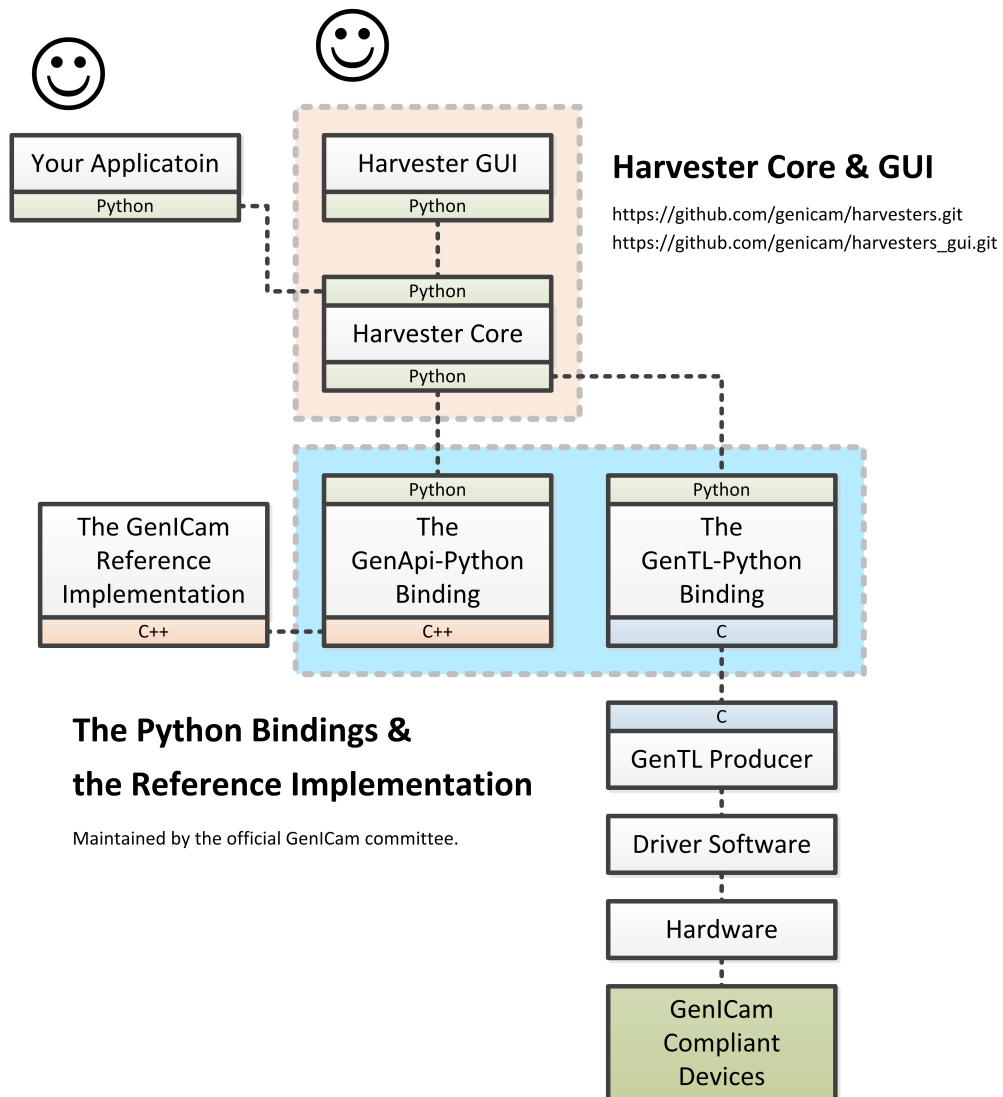 Your Applicatoin
Python
Harvester GUI
Python
Harvester Core & GUI
https://github.com/genicam/harvesters.git
https://github.com/genicam/harvesters_gui.git
Python
Harvester Core
Python
The GenICam
Reference
Implementation
C++
Python
The
GenApi-Python
Binding
C++
Python
The
GenTL-Python
Binding
C
The Python Bindings &
the Reference Implementation
Maintained by the official GenICam committee.
C
GenTL Producer
Driver Software
Hardware
GenICam
Compliant
Devices